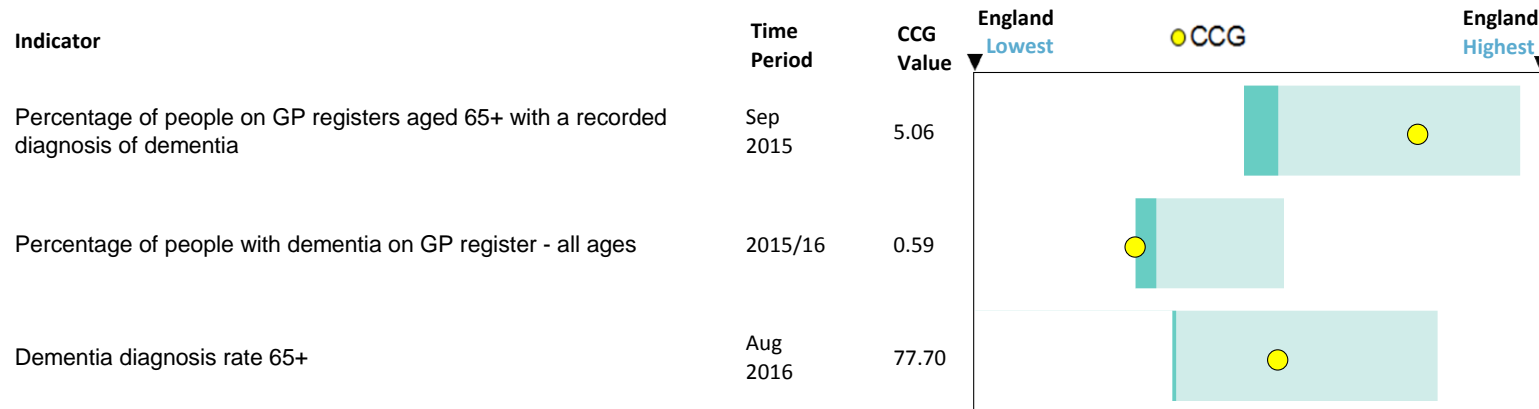 Indicator
Time
Period
CCG
Value
England
Lowest
CCG
England
Highest
Percentage of people on GP registers aged 65+ with a recorded
diagnosis of dementia
Sep
2015
5.06
Percentage of people with dementia on GP register - all ages
2015/16
0.59
Dementia diagnosis rate 65+
Aug
2016
77.70